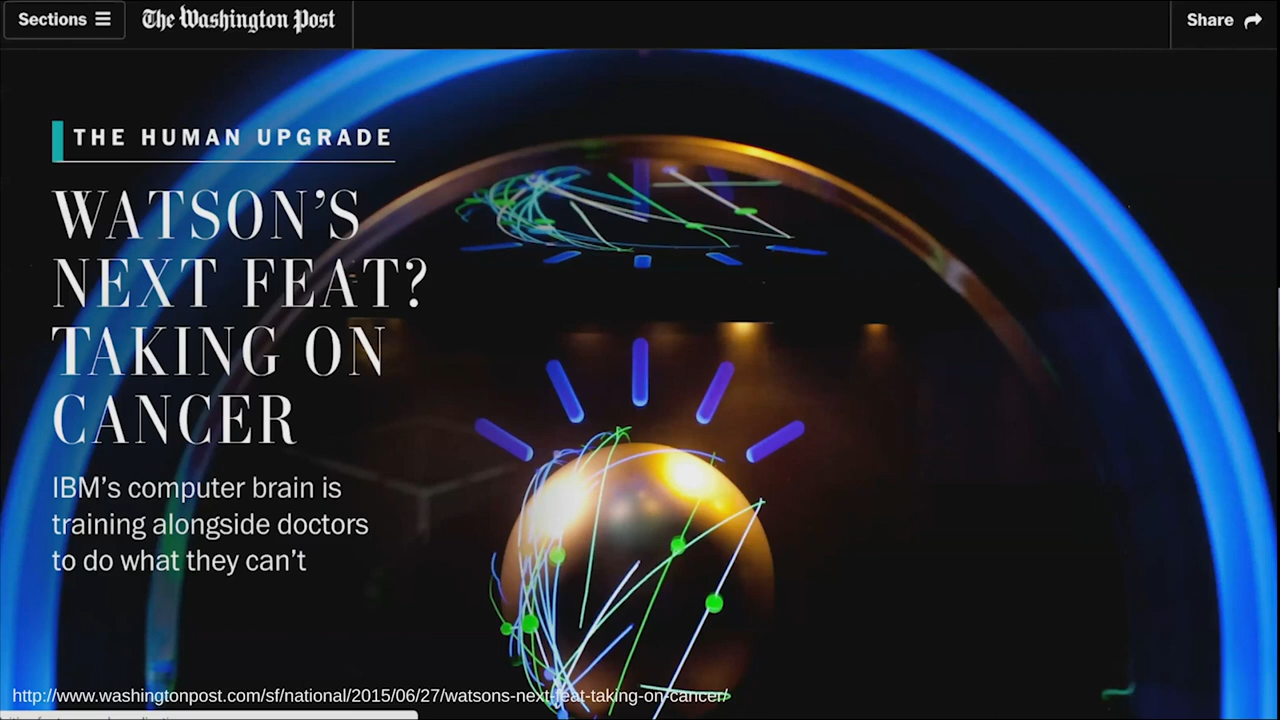 Sections
The Washington Post
Share
THE HUMAN UPGRADE
WATSON'S
NEXT FEAT?
TAKING ON
CANCER
IBM's computer brain is
training alongside doctors
to do what they can't
http://www.washingtonpost.com/sf/national/2015/06/27/watsons-next-feat-taking-on-cancer/